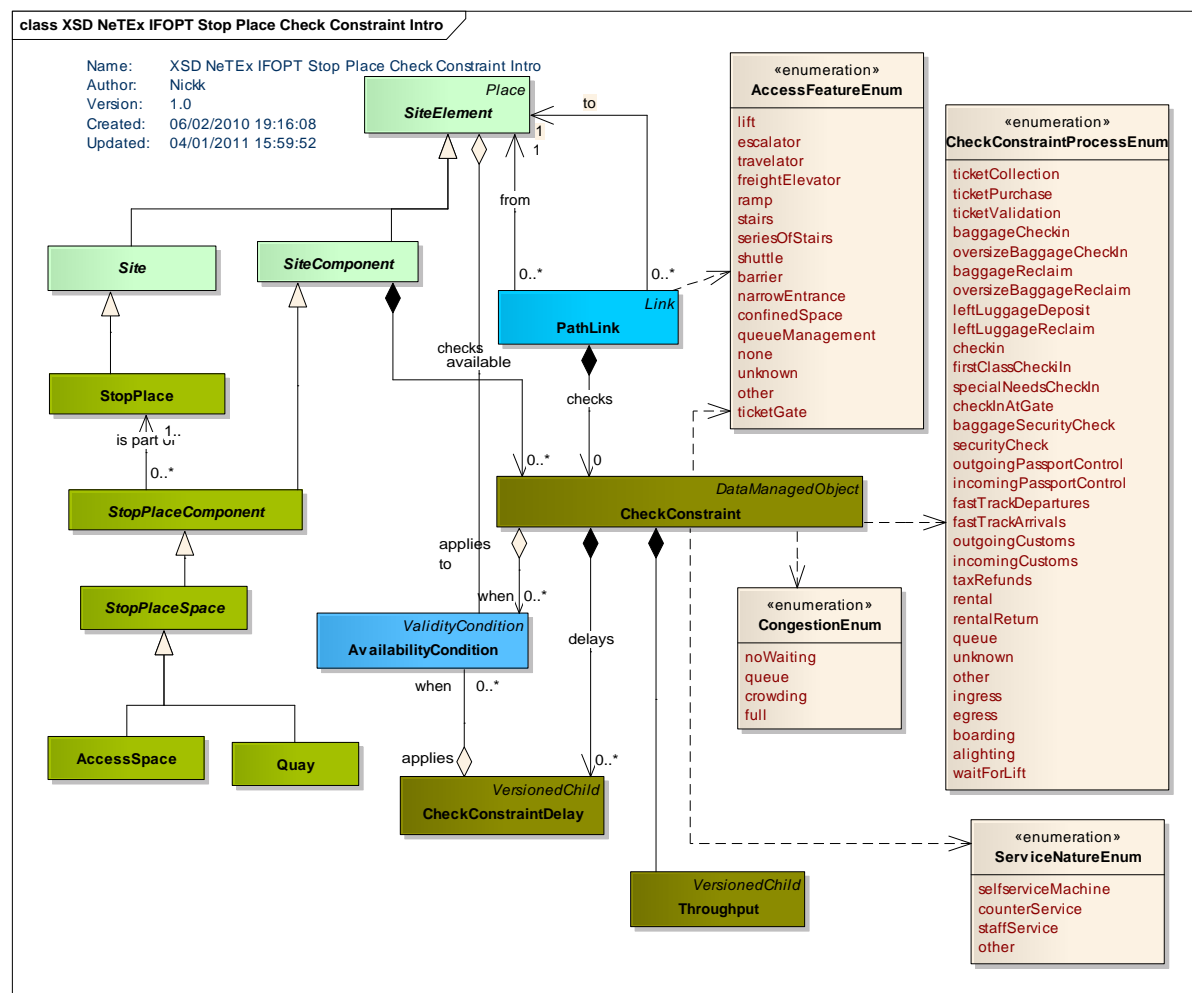 class XSD NeTEx IFOPT Stop Place Check Constraint Intro
Name: XSD NeTEx IFOPT Stop Place Check Constraint Intro
Author: Nickk
Version: 1.0
Created: 06/02/2010 19:16:08
Updated: 04/01/2011 15:59:52
Place
SiteElement
to
1
1
from
0..*
0..*
Site
SiteComponent
Link
PathLink
checks
available
checks
StopPlace
is part of
1..
0..*
0..*
0
StopPlaceComponent
StopPlaceSpace
AccessSpace
Quay
DataManagedObject
CheckConstraint
applies
to
when
0..*
delays
0..*
ValidityCondition
AvailabilityCondition
when
0..*
applies
VersionedChild
CheckConstraintDelay
VersionedChild
Throughput
«enumeration»
AccessFeatureEnum
lift
escalator
travelator
freightElevator
ramp
stairs
seriesOfStairs
shuttle
barrier
narrowEntrance
confinedSpace
queueManagement
none
unknown
other
ticketGate
«enumeration»
CheckConstraintProcessEnum
ticketCollection
ticketPurchase
ticketValidation
baggageCheckin
oversizeBaggageCheckIn
baggageReclaim
oversizeBaggageReclaim
leftLuggageDeposit
leftLuggageReclaim
checkin
firstClassCheckiIn
specialNeedsCheckIn
checkInAtGate
baggageSecurityCheck
securityCheck
outgoingPassportControl
incomingPassportControl
fastTrackDepartures
fastTrackArrivals
outgoingCustoms
incomingCustoms
taxRefunds
rental
rentalReturn
queue
unknown
other
ingress
egress
boarding
alighting
waitForLift
«enumeration»
CongestionEnum
noWaiting
queue
crowding
full
«enumeration»
ServiceNatureEnum
selfserviceMachine
counterService
staffService
other